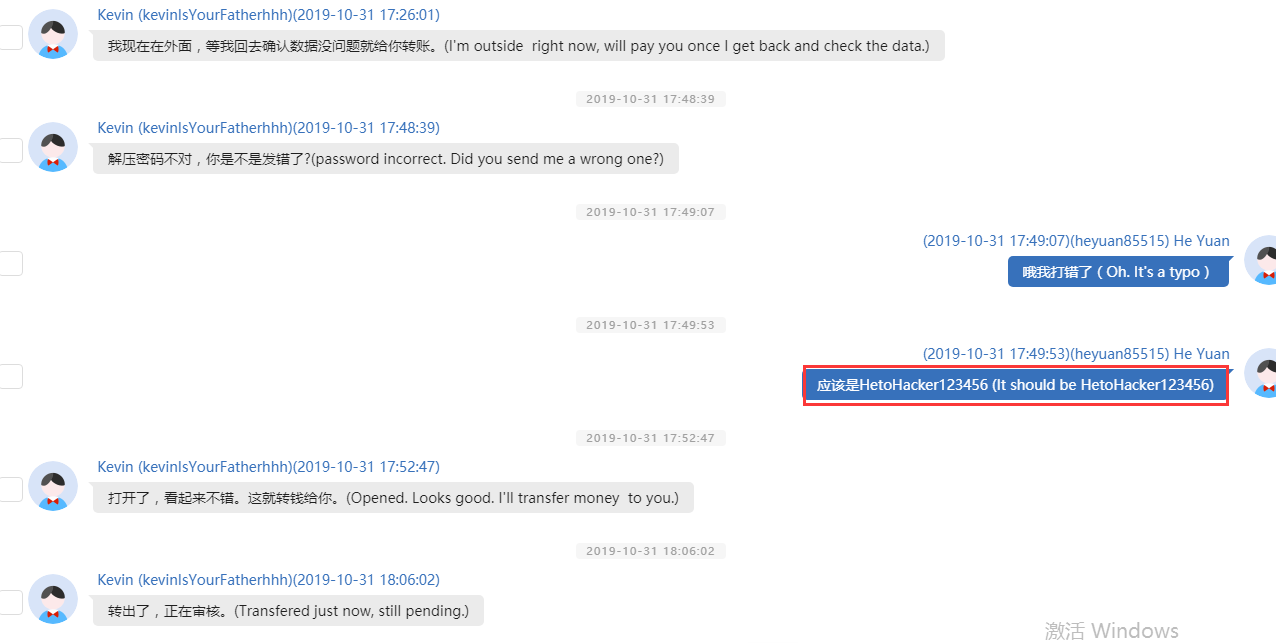 Kevin (kevinIsYourFatherhhh)(2019-10-31 17:26:01)
我现在在外面，等我回去确认数据没问题就给你转账。(I'm outside  right now, will pay you once I get back and check the data.)
2019-10-31 17:48:39
Kevin (kevinIsYourFatherhhh)(2019-10-31 17:48:39)
解压密码不对，你是不是发错了?(password incorrect. Did you send me a wrong one?)
2019-10-31 17:49:07
(2019-10-31 17:49:07)(heyuan85515) He Yuan
哦我打错了（Oh. It's a typo）
2019-10-31 17:49:53
(2019-10-31 17:49:53)(heyuan85515) He Yuan
应该是HetoHacker123456 (It should be HetoHacker123456)
2019-10-31 17:52:47
Kevin (kevinIsYourFatherhhh)(2019-10-31 17:52:47)
打开了，看起来不错。这就转钱给你。(Opened. Looks good. I'll transfer money  to you.)
2019-10-31 18:06:02
Kevin (kevinIsYourFatherhhh)(2019-10-31 18:06:02)
转出了，正在审核。(Transfered just now, still pending.)
激活 Windows